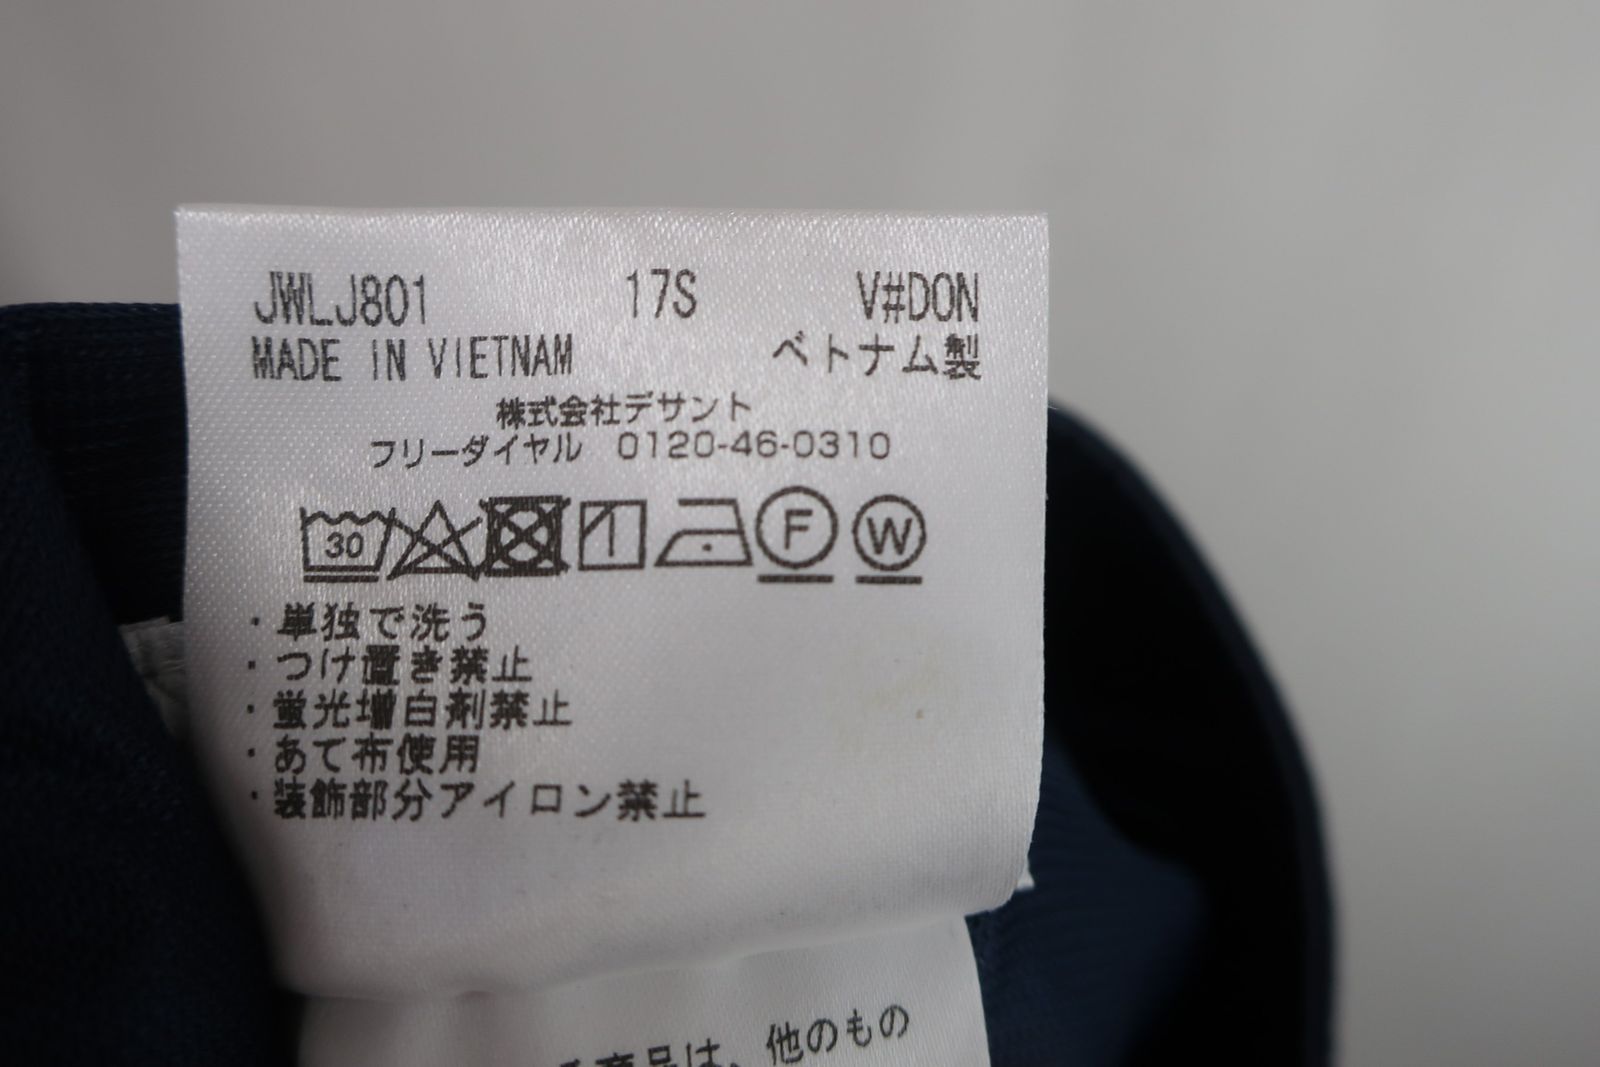 JWLJ801 17S V#DON
MADE IN VIETNAM ベトナム製
株式会社デサント
フリーダイヤル 0120-46-0310
30 F W
・単独で洗う
・つけ置き禁止
・蛍光増白剤禁止
・あて布使用
・装飾部分アイロン禁止
商品は、他のもの